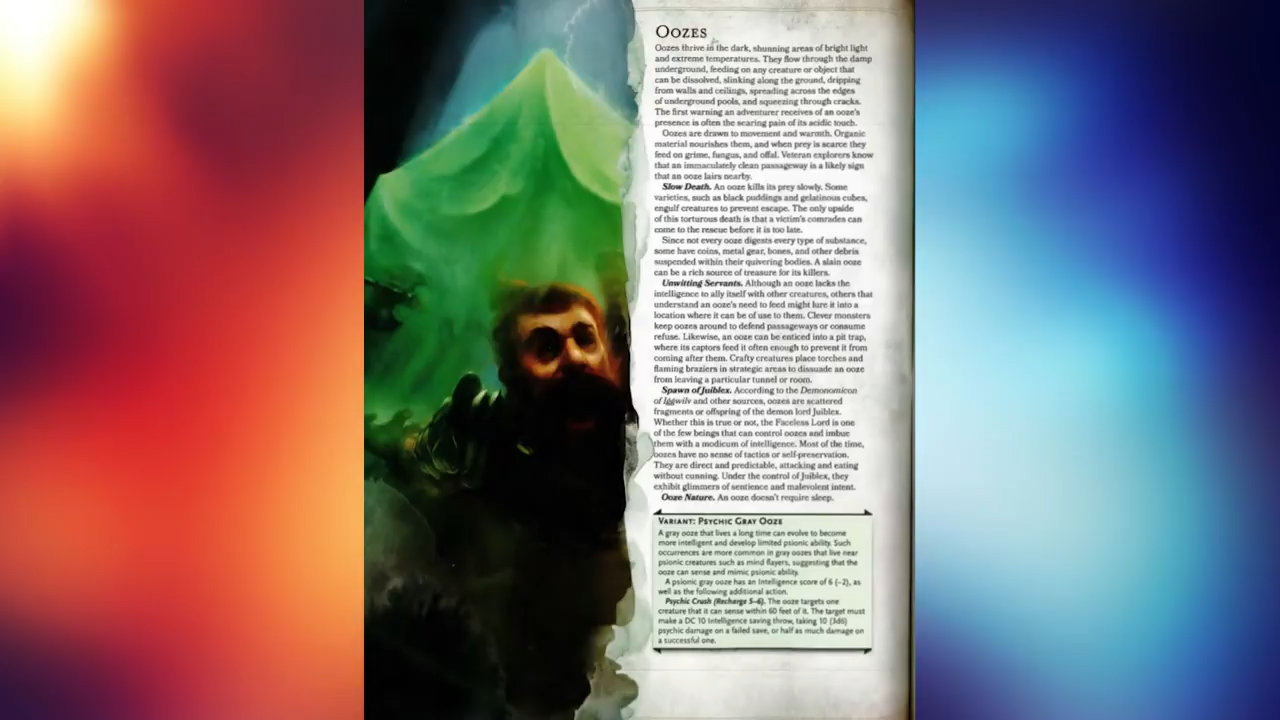 OOZES
Oozes thrive in the dark, shunning areas of bright light
and extreme temperatures. They flow through the damp
underground, feeding on any creature or object that
can be dissolved, slinking along the ground, dripping
from walls and ceilings, spreading across the edges
of underground pools, and squeezing through cracks.
The first warning an adventurer receives of an ooze's
presence is often the searing pain of its acidic touch.
Oozes are drawn to movement and warmth. Organic
material nourishes them, and when prey is scarce they
feed on grime, fungus, and offal. Veteran explorers know
that an immaculately clean passageway is a likely sign
that an ooze lairs nearby.
Slow Death. An ooze kills its prey slowly. Some
varieties, such as black puddings and gelatinous cubes,
engulf creatures to prevent escape. The only upside
of this torturous death is that a victim's comrades can
come to the rescue before it is too late.
Since not every ooze digests every type of substance,
some have coins, metal gear, bones, and other debris
suspended within their quivering bodies. A slain ooze
can be a rich source of treasure for its killers.
Unwitting Servants. Although an ooze lacks the
intelligence to ally itself with other creatures, others that
understand an ooze's need to feed might lure it into a
location where it can be of use to them. Clever monsters
keep oozes around to defend passageways or consume
refuse. Likewise, an ooze can be enticed into a pit trap,
where its captors feed it often enough to prevent it from
coming after them. Crafty creatures place torches and
flaming braziers in strategic areas to dissuade an ooze
from leaving a particular tunnel or room.
Spawn of Juiblex. According to the Demonomicon
of Iggwilv and other sources, oozes are scattered
fragments or offspring of the demon lord Juiblex.
Whether this is true or not, the Faceless Lord is one
of the few beings that can control oozes and imbue
them with a modicum of intelligence. Most of the time,
oozes have no sense of tactics or self-preservation.
They are direct and predictable, attacking and eating
without cunning. Under the control of Juiblex, they
exhibit glimmers of sentience and malevolent intent.
Ooze Nature. An ooze doesn't require sleep.
VARIANT: PSYCHIC GRAY OOZE
A gray ooze that lives a long time can evolve to become
more intelligent and develop limited psionic ability. Such
occurrences are more common in gray oozes that live near
psionic creatures such as mind flayers, suggesting that the
ooze can sense and mimic psionic ability.
A psionic gray ooze has an Intelligence score of 6 (−2), as
well as the following additional action.
Psychic Crush (Recharge 5–6). The ooze targets one
creature that it can sense within 60 feet of it. The target must
make a DC 10 Intelligence saving throw, taking 10 (3d6)
psychic damage on a failed save, or half as much damage on
a successful one.